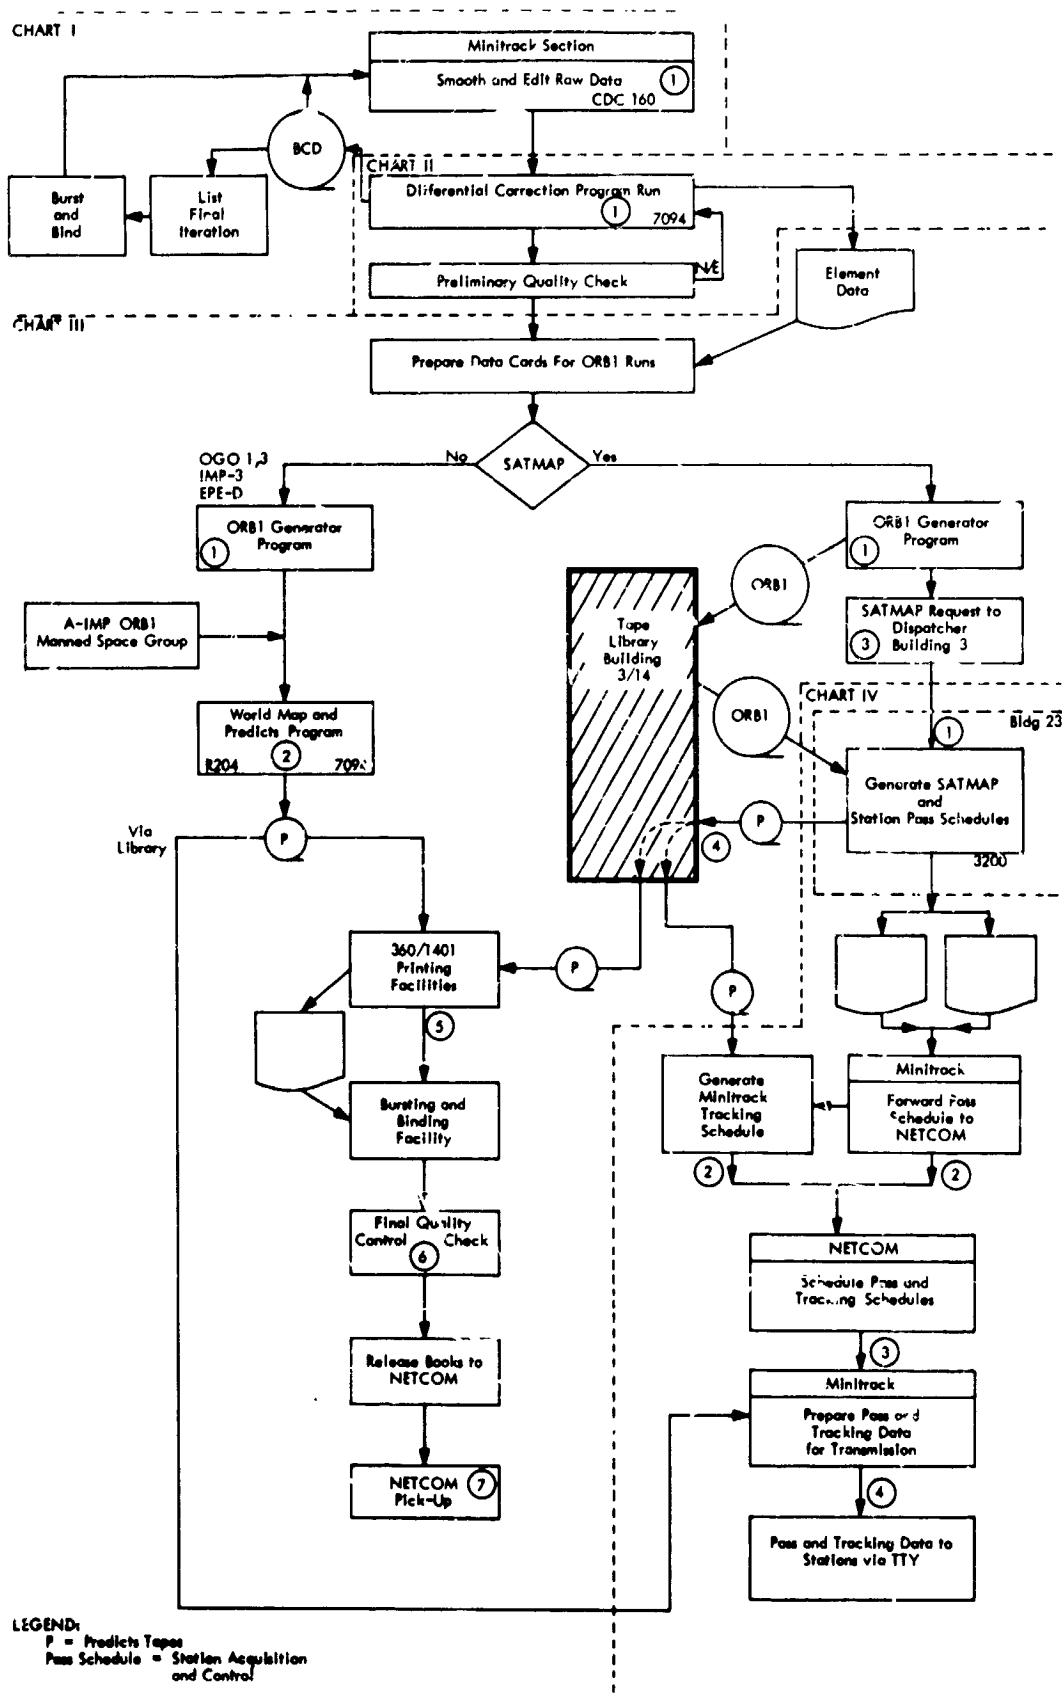 CHART I
Minitrack Section
Smooth and Edit Raw Data
1
CDC 160
BCD
CHART II
Burst
and
Bind
List
Final
Iteration
Differential Correction Program Run
1
7094
N/E
Preliminary Quality Check
Element
Data
CHART III
Prepare Data Cards For ORB1 Runs
No
SATMAP
Yes
OGO 1,3
IMP-3
EPE-D
ORB1 Generator
Program
1
ORB1 Generator
Program
1
ORB1
A-IMP ORB1
Manned Space Group
Tape
Library
Building
3/14
SATMAP Request to
Dispatcher
Building 3
3
CHART IV
Bldg 23
ORB1
1
World Map and
Predicts Program
2
R204
Generate SATMAP
and
Station Pass Schedules
3200
Via
Library
P
P
4
360/1401
Printing
Facilities
P
P
5
Generate
Minitrack
Tracking
Schedule
Minitrack
Forward Pass
Schedule to
NETCOM
Bursting and
Binding
Facility
2
2
Final Quality
Control Check
6
NETCOM
Schedule Pass and
Tracking Schedules
3
Release Books to
NETCOM
Minitrack
Prepare Pass and
Tracking Data
for Transmission
NETCOM
Pick-Up
7
4
Pass and Tracking Data to
Stations via TTY
LEGEND:
P = Predicts Tapes
Pass Schedule = Station Acquisition
and Control